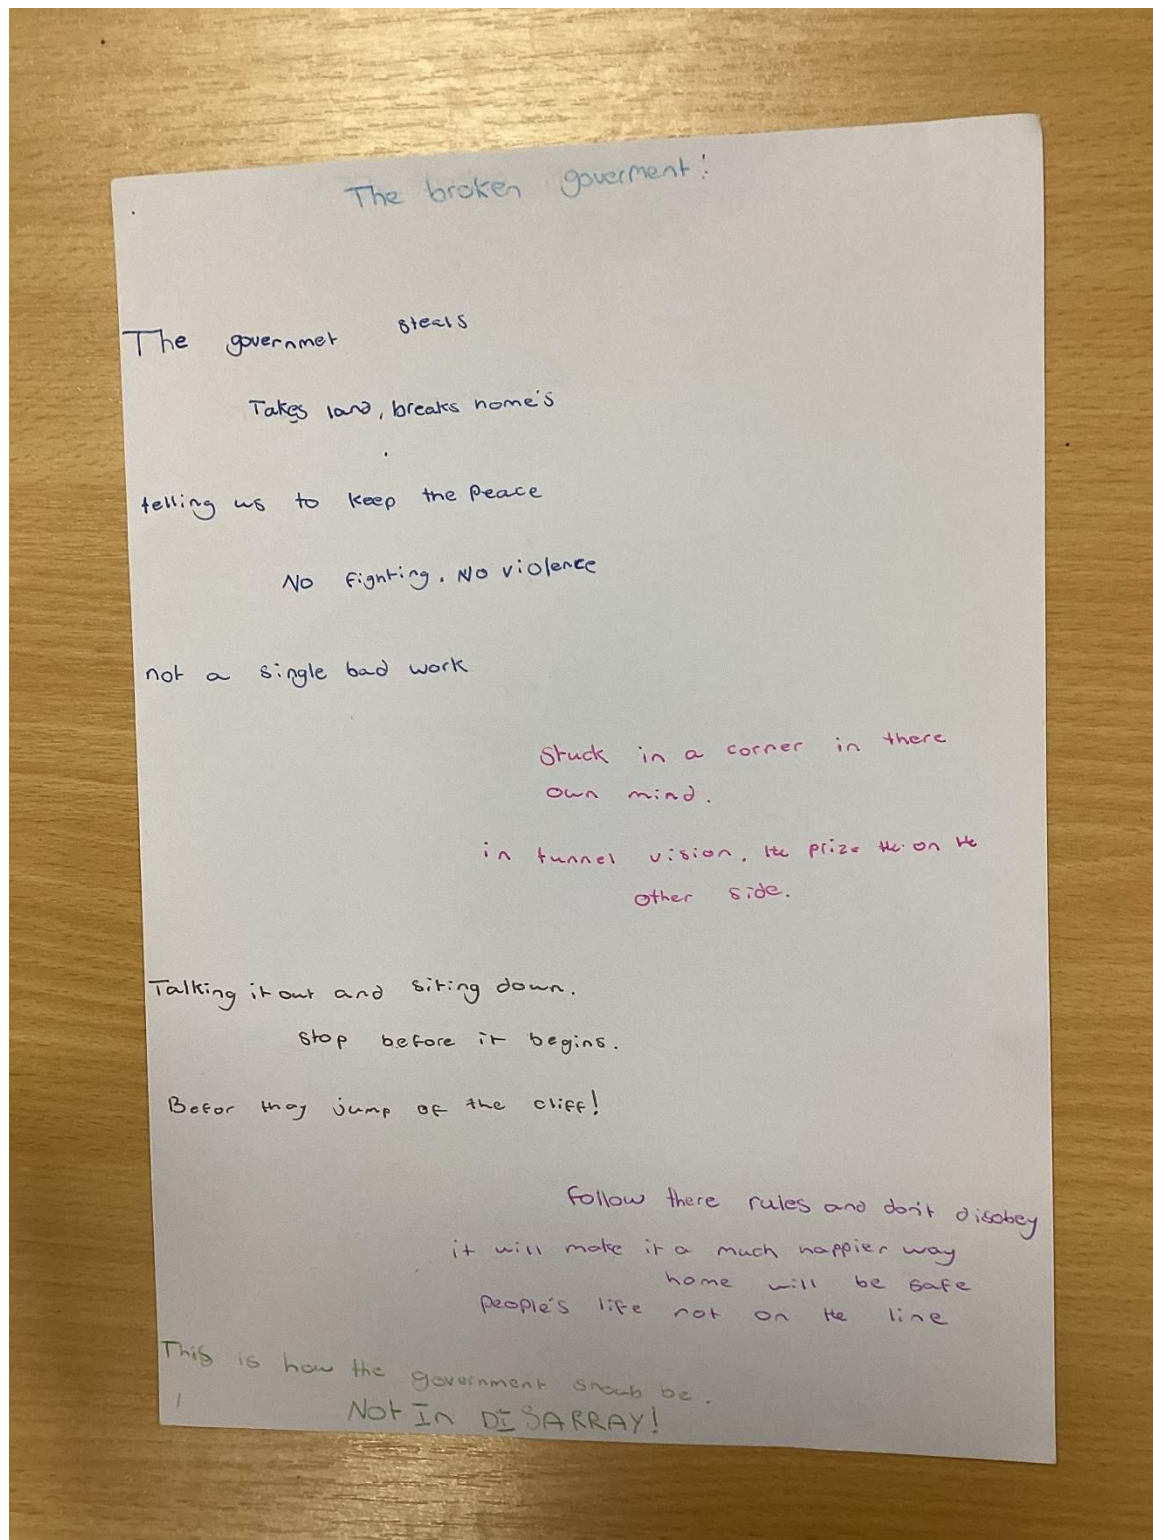 The broken goverment!
The governmet steals
Takes land, breaks home's
telling us to keep the Peace
No fighting. No violence
not a single bad work
Stuck in a corner in there
own mind.
in tunnel vision. the prize on the
other side.
Talking it out and siting down.
stop before it begins.
Befor they jump of the cliff!
Follow there rules and don't disobey
it will make it a much happier way
home will be safe
People's life not on the line
This is how the government shoub be.
Not In DISARRAY!